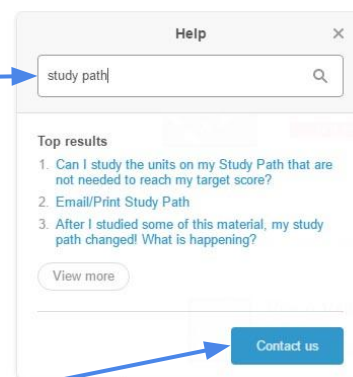 Help
study path
Top results
1. Can I study the units on my Study Path that are
not needed to reach my target score?
2. Email/Print Study Path
3. After I studied some of this material, my study
path changed! What is happening?
View more
Contact us